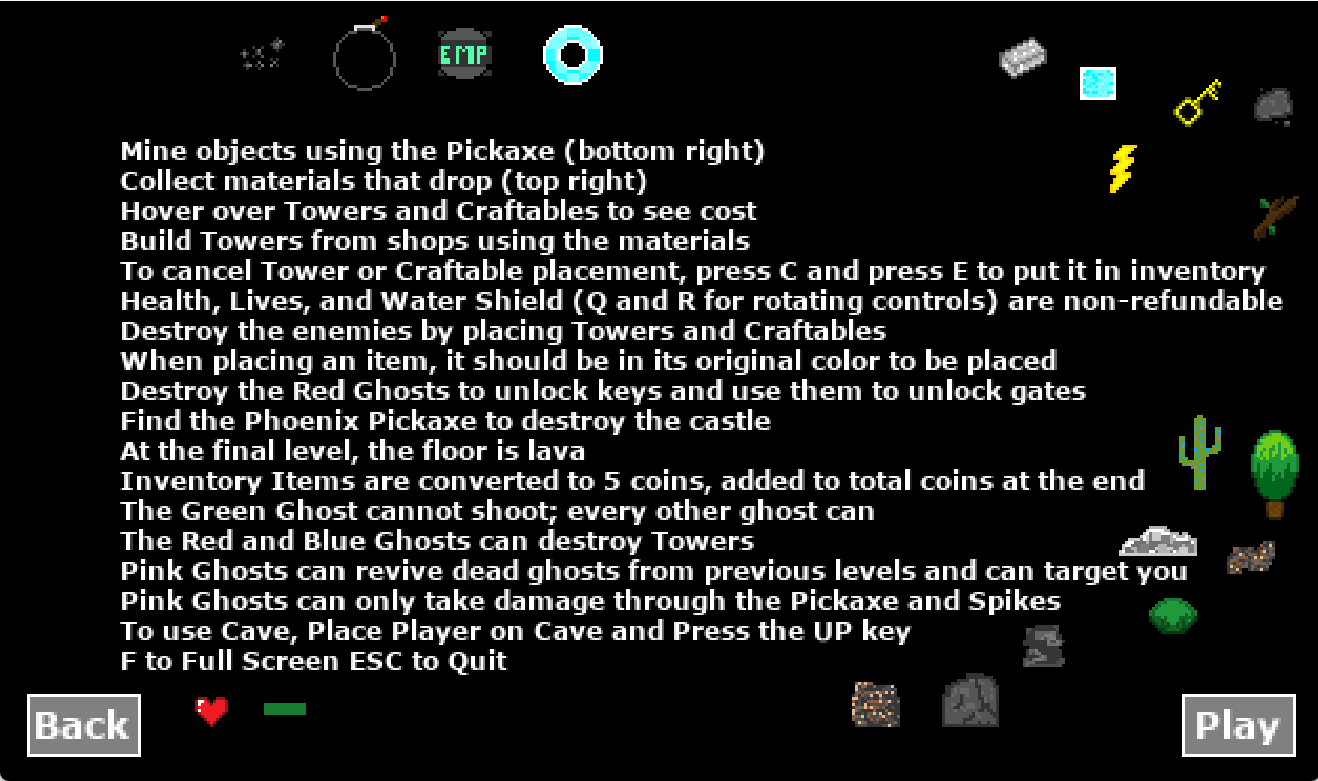 EMP
Mine objects using the Pickaxe (bottom right)
Collect materials that drop (top right)
Hover over Towers and Craftables to see cost
Build Towers from shops using the materials
To cancel Tower or Craftable placement, press C and press E to put it in inventory
Health, Lives, and Water Shield (Q and R for rotating controls) are non-refundable
Destroy the enemies by placing Towers and Craftables
When placing an item, it should be in its original color to be placed
Destroy the Red Ghosts to unlock keys and use them to unlock gates
Find the Phoenix Pickaxe to destroy the castle
At the final level, the floor is lava
Inventory Items are converted to 5 coins, added to total coins at the end
The Green Ghost cannot shoot; every other ghost can
The Red and Blue Ghosts can destroy Towers
Pink Ghosts can revive dead ghosts from previous levels and can target you
Pink Ghosts can only take damage through the Pickaxe and Spikes
To use Cave, Place Player on Cave and Press the UP key
F to Full Screen ESC to Quit
Back
Play